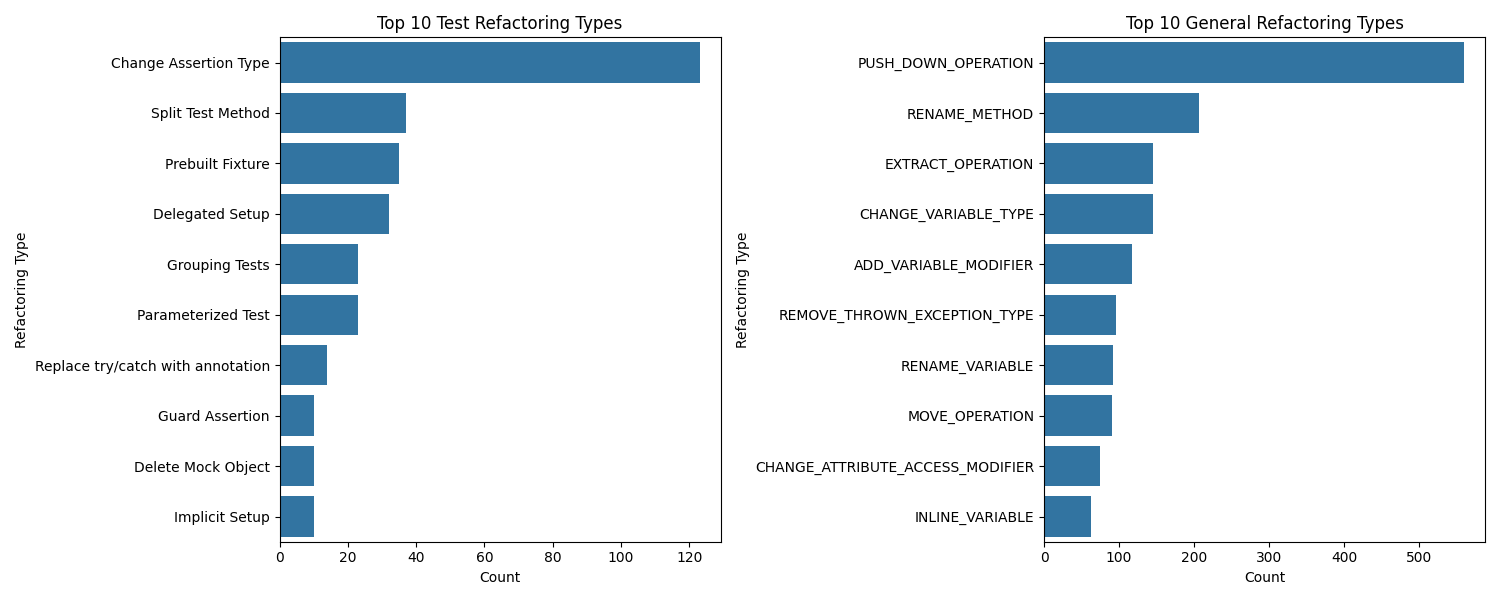 Top 10 Test Refactoring Types
Refactoring Type
Change Assertion Type
Split Test Method
Prebuilt Fixture
Delegated Setup
Grouping Tests
Parameterized Test
Replace try/catch with annotation
Guard Assertion
Delete Mock Object
Implicit Setup
0 20 40 60 80 100 120
Count
Top 10 General Refactoring Types
Refactoring Type
PUSH_DOWN_OPERATION
RENAME_METHOD
EXTRACT_OPERATION
CHANGE_VARIABLE_TYPE
ADD_VARIABLE_MODIFIER
REMOVE_THROWN_EXCEPTION_TYPE
RENAME_VARIABLE
MOVE_OPERATION
CHANGE_ATTRIBUTE_ACCESS_MODIFIER
INLINE_VARIABLE
0 100 200 300 400 500
Count